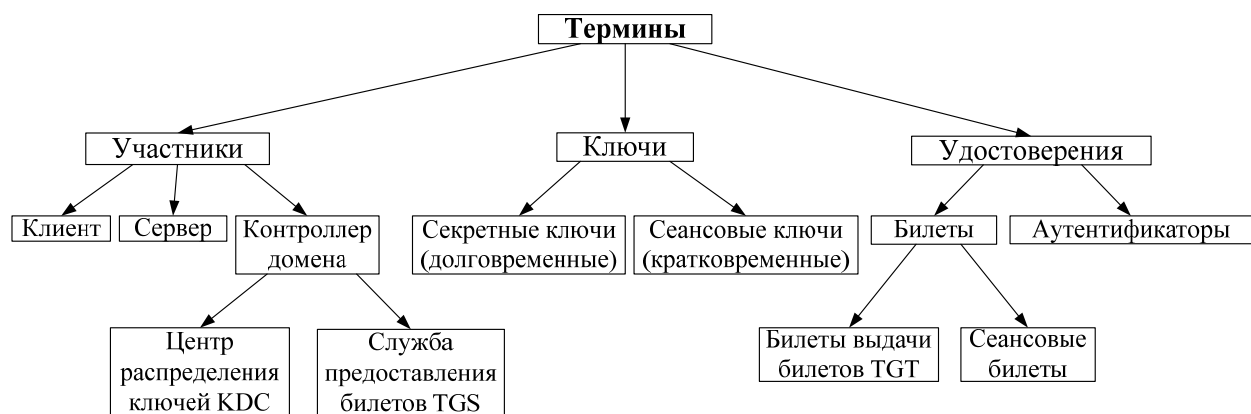 Термины
Участники
Ключи
Удостоверения
Клиент
Сервер
Контроллер
домена
Секретные ключи
(долговременные)
Сеансовые ключи
(кратковременные)
Билеты
Аутентификаторы
Центр
распределения
ключей KDC
Служба
предоставления
билетов TGS
Билеты выдачи
билетов TGT
Сеансовые
билеты